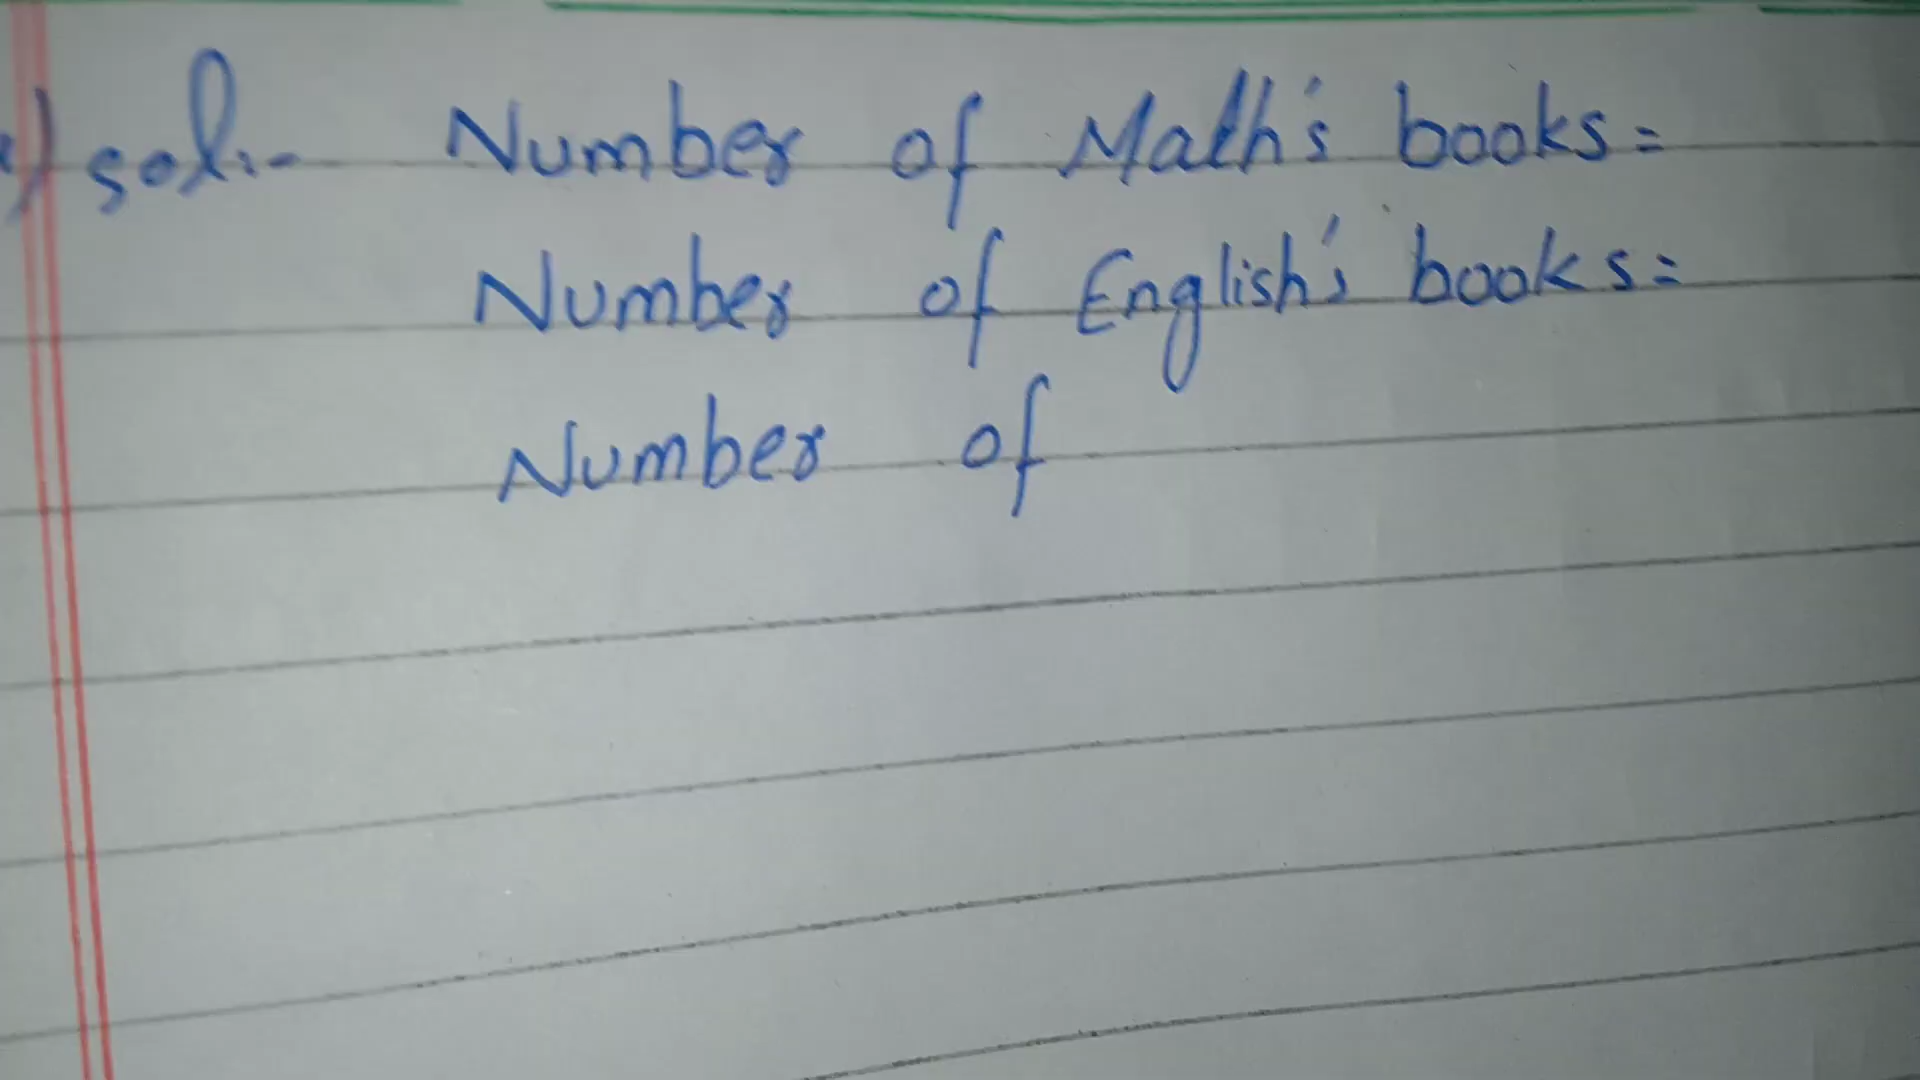 sol:- Number of Math's books=
Number of English's books=
Number of